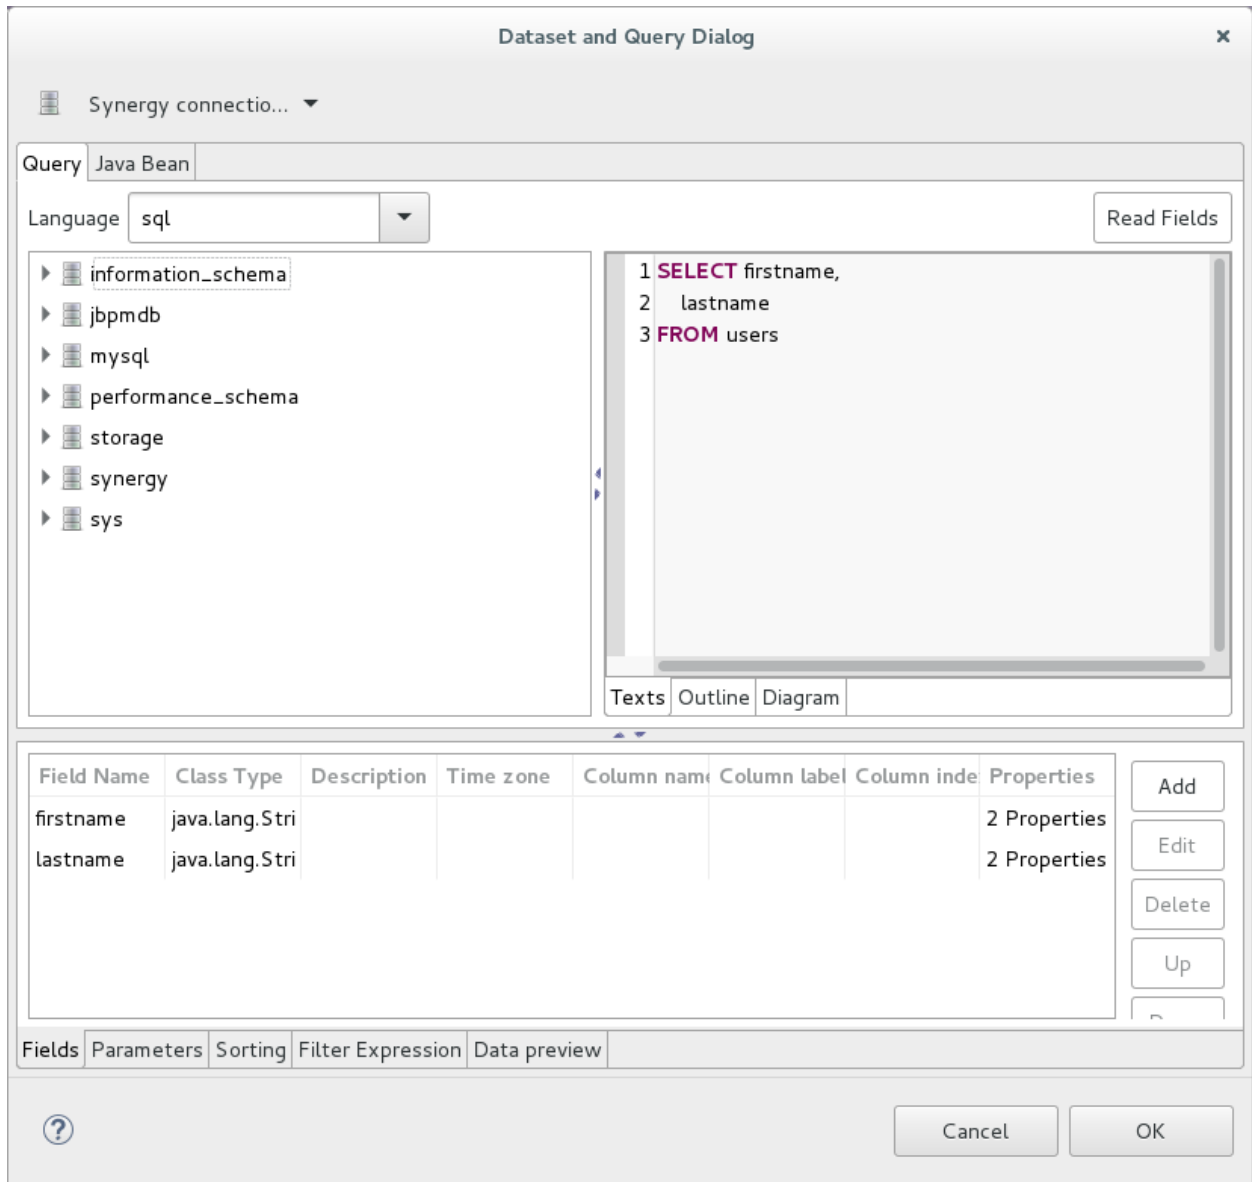 Dataset and Query Dialog
Synergy connectio...
Query Java Bean
Language sql Read Fields
information_schema
jbpmdb
mysql
performance_schema
storage
synergy
sys
1 SELECT firstname,
2 lastname
3 FROM users
Texts Outline Diagram
Field Name Class Type Description Time zone Column name Column label Column inde Properties
firstname java.lang.Stri 2 Properties
lastname java.lang.Stri 2 Properties
Add
Edit
Delete
Up
Fields Parameters Sorting Filter Expression Data preview
? Cancel OK